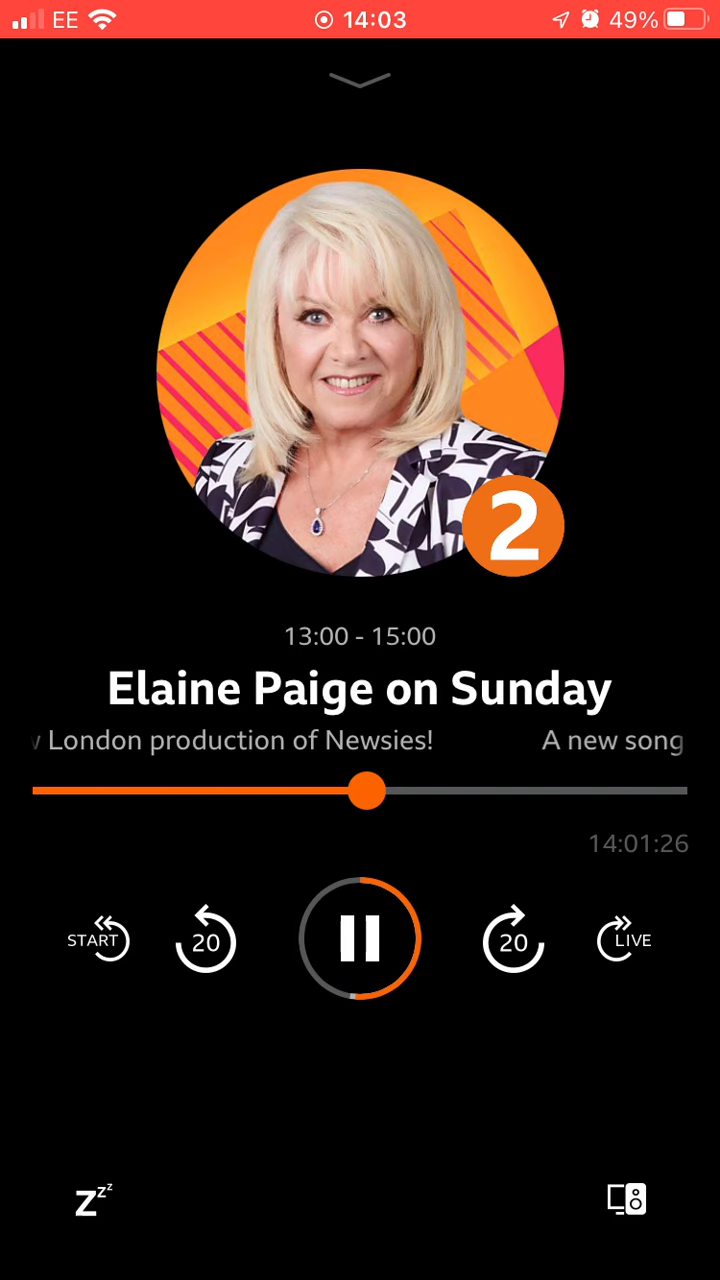 EE 14:03 49%
2
13:00 - 15:00
Elaine Paige on Sunday
London production of Newsies! A new song
14:01:26
START 20 20 LIVE
Zzz